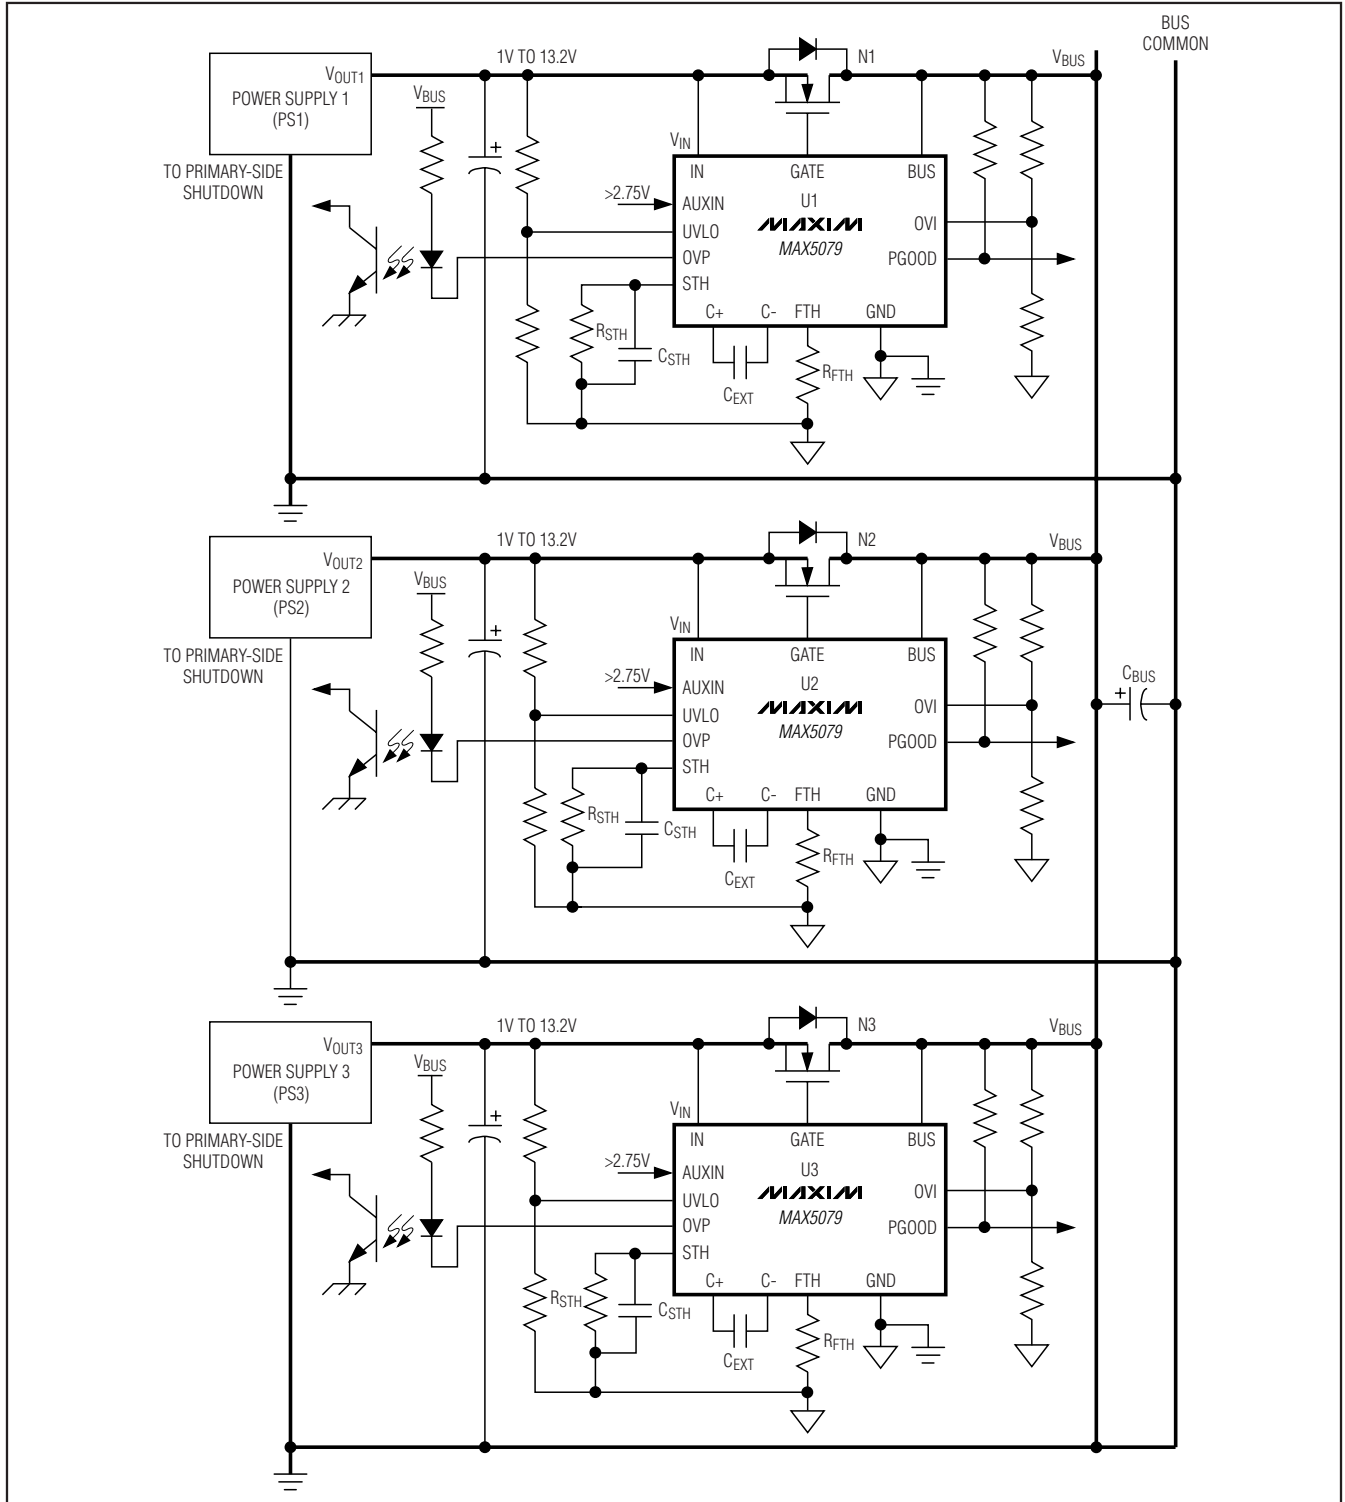 BUS
COMMON
1V TO 13.2V
N1
VBUS
VOUT1
POWER SUPPLY 1
(PS1)
VBUS
+
TO PRIMARY-SIDE
SHUTDOWN
VIN
IN
GATE
BUS
>2.75V
AUXIN
U1
UVLO
MAXIM
OVI
OVP
MAX5079
PGOOD
STH
C+
C-
FTH
GND
RSTH
CSTH
CEXT
RFTH
1V TO 13.2V
N2
VBUS
VOUT2
POWER SUPPLY 2
(PS2)
VBUS
+
TO PRIMARY-SIDE
SHUTDOWN
VIN
IN
GATE
BUS
>2.75V
AUXIN
U2
UVLO
MAXIM
OVI
OVP
MAX5079
PGOOD
STH
C+
C-
FTH
GND
RSTH
CSTH
CEXT
RFTH
CBUS
+
1V TO 13.2V
N3
VBUS
VOUT3
POWER SUPPLY 3
(PS3)
VBUS
+
TO PRIMARY-SIDE
SHUTDOWN
VIN
IN
GATE
BUS
>2.75V
AUXIN
U3
UVLO
MAXIM
OVI
OVP
MAX5079
PGOOD
STH
C+
C-
FTH
GND
RSTH
CSTH
CEXT
RFTH